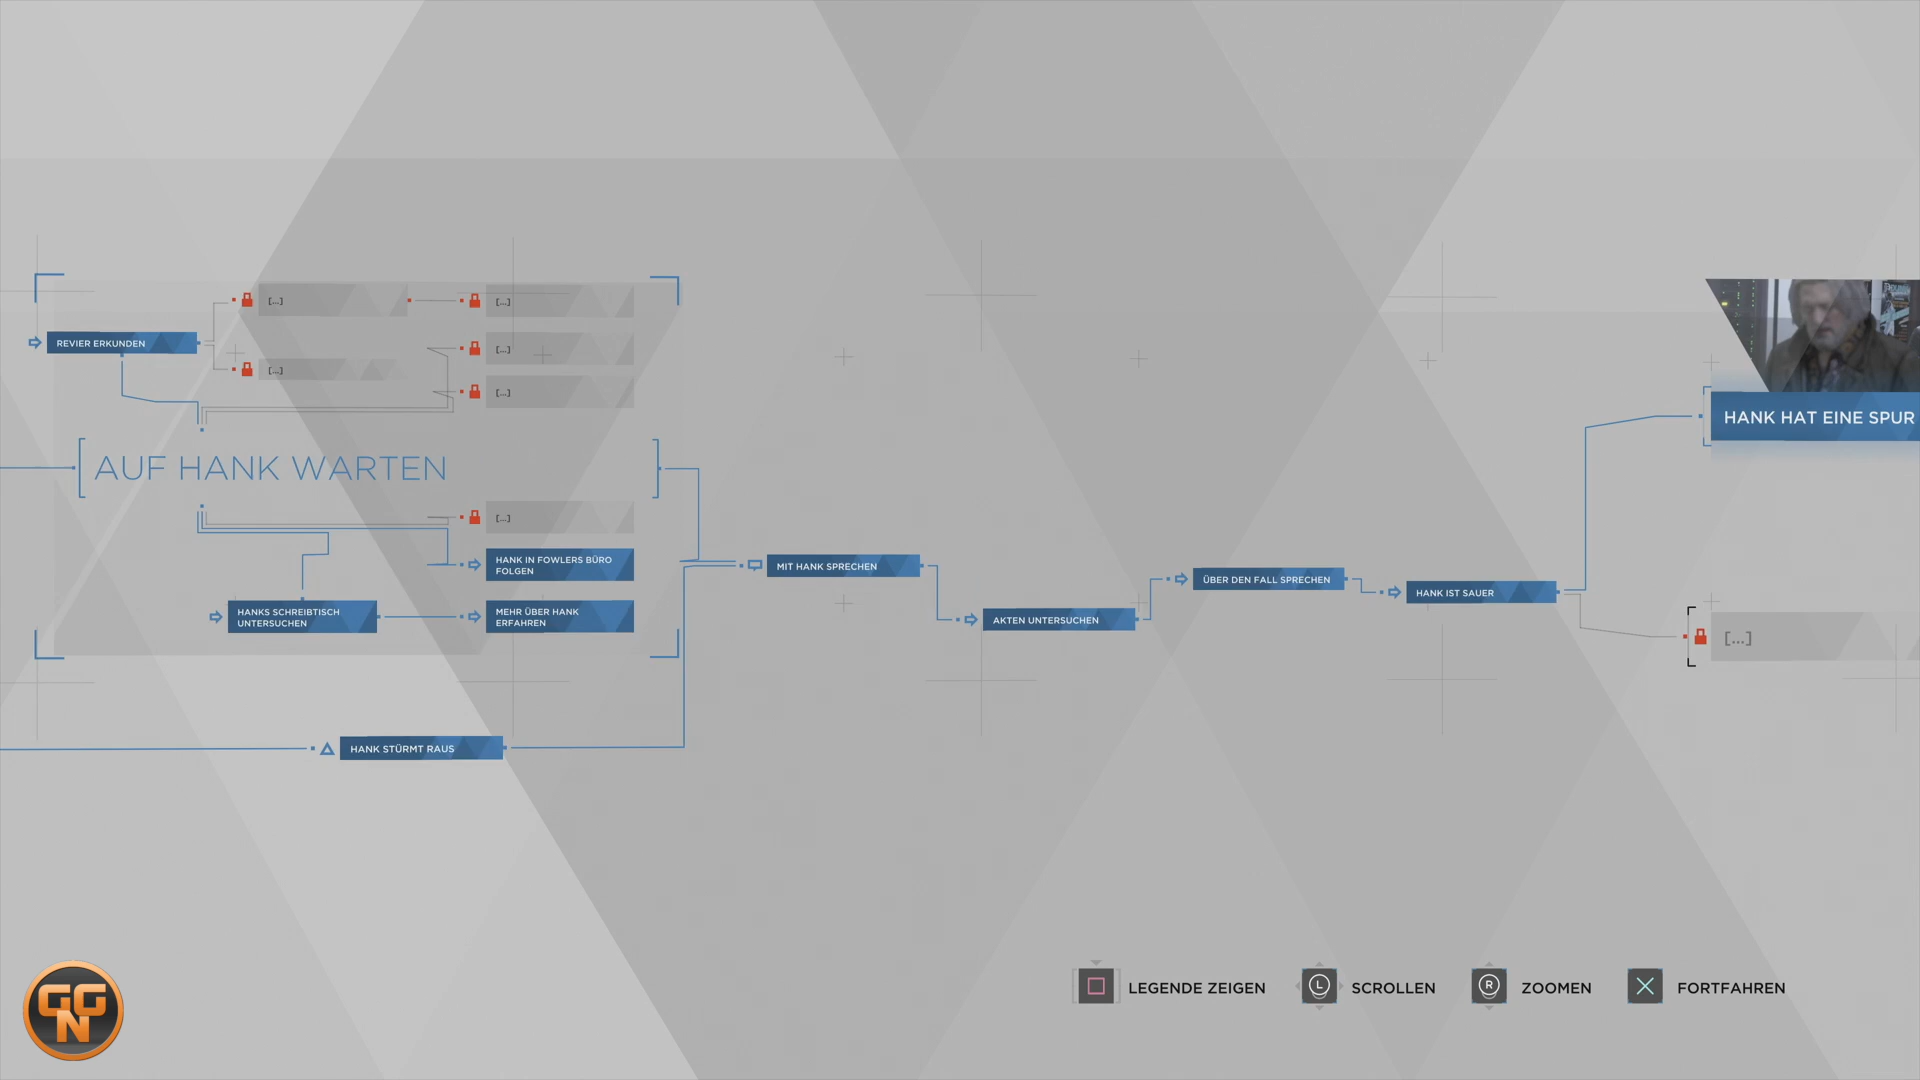 [...]
[...]
REVIER ERKUNDEN
[...]
[...]
[...]
HANK HAT EINE SPUR
AUF HANK WARTEN
[...]
HANK IN FOWLERS BÜRO
FOLGEN
MIT HANK SPRECHEN
ÜBER DEN FALL SPRECHEN
HANK IST SAUER
HANKS SCHREIBTISCH
UNTERSUCHEN
MEHR ÜBER HANK
ERFAHREN
AKTEN UNTERSUCHEN
[...]
HANK STÜRMT RAUS
LEGENDE ZEIGEN
L
SCROLLEN
R
ZOOMEN
FORTFAHREN
GGN